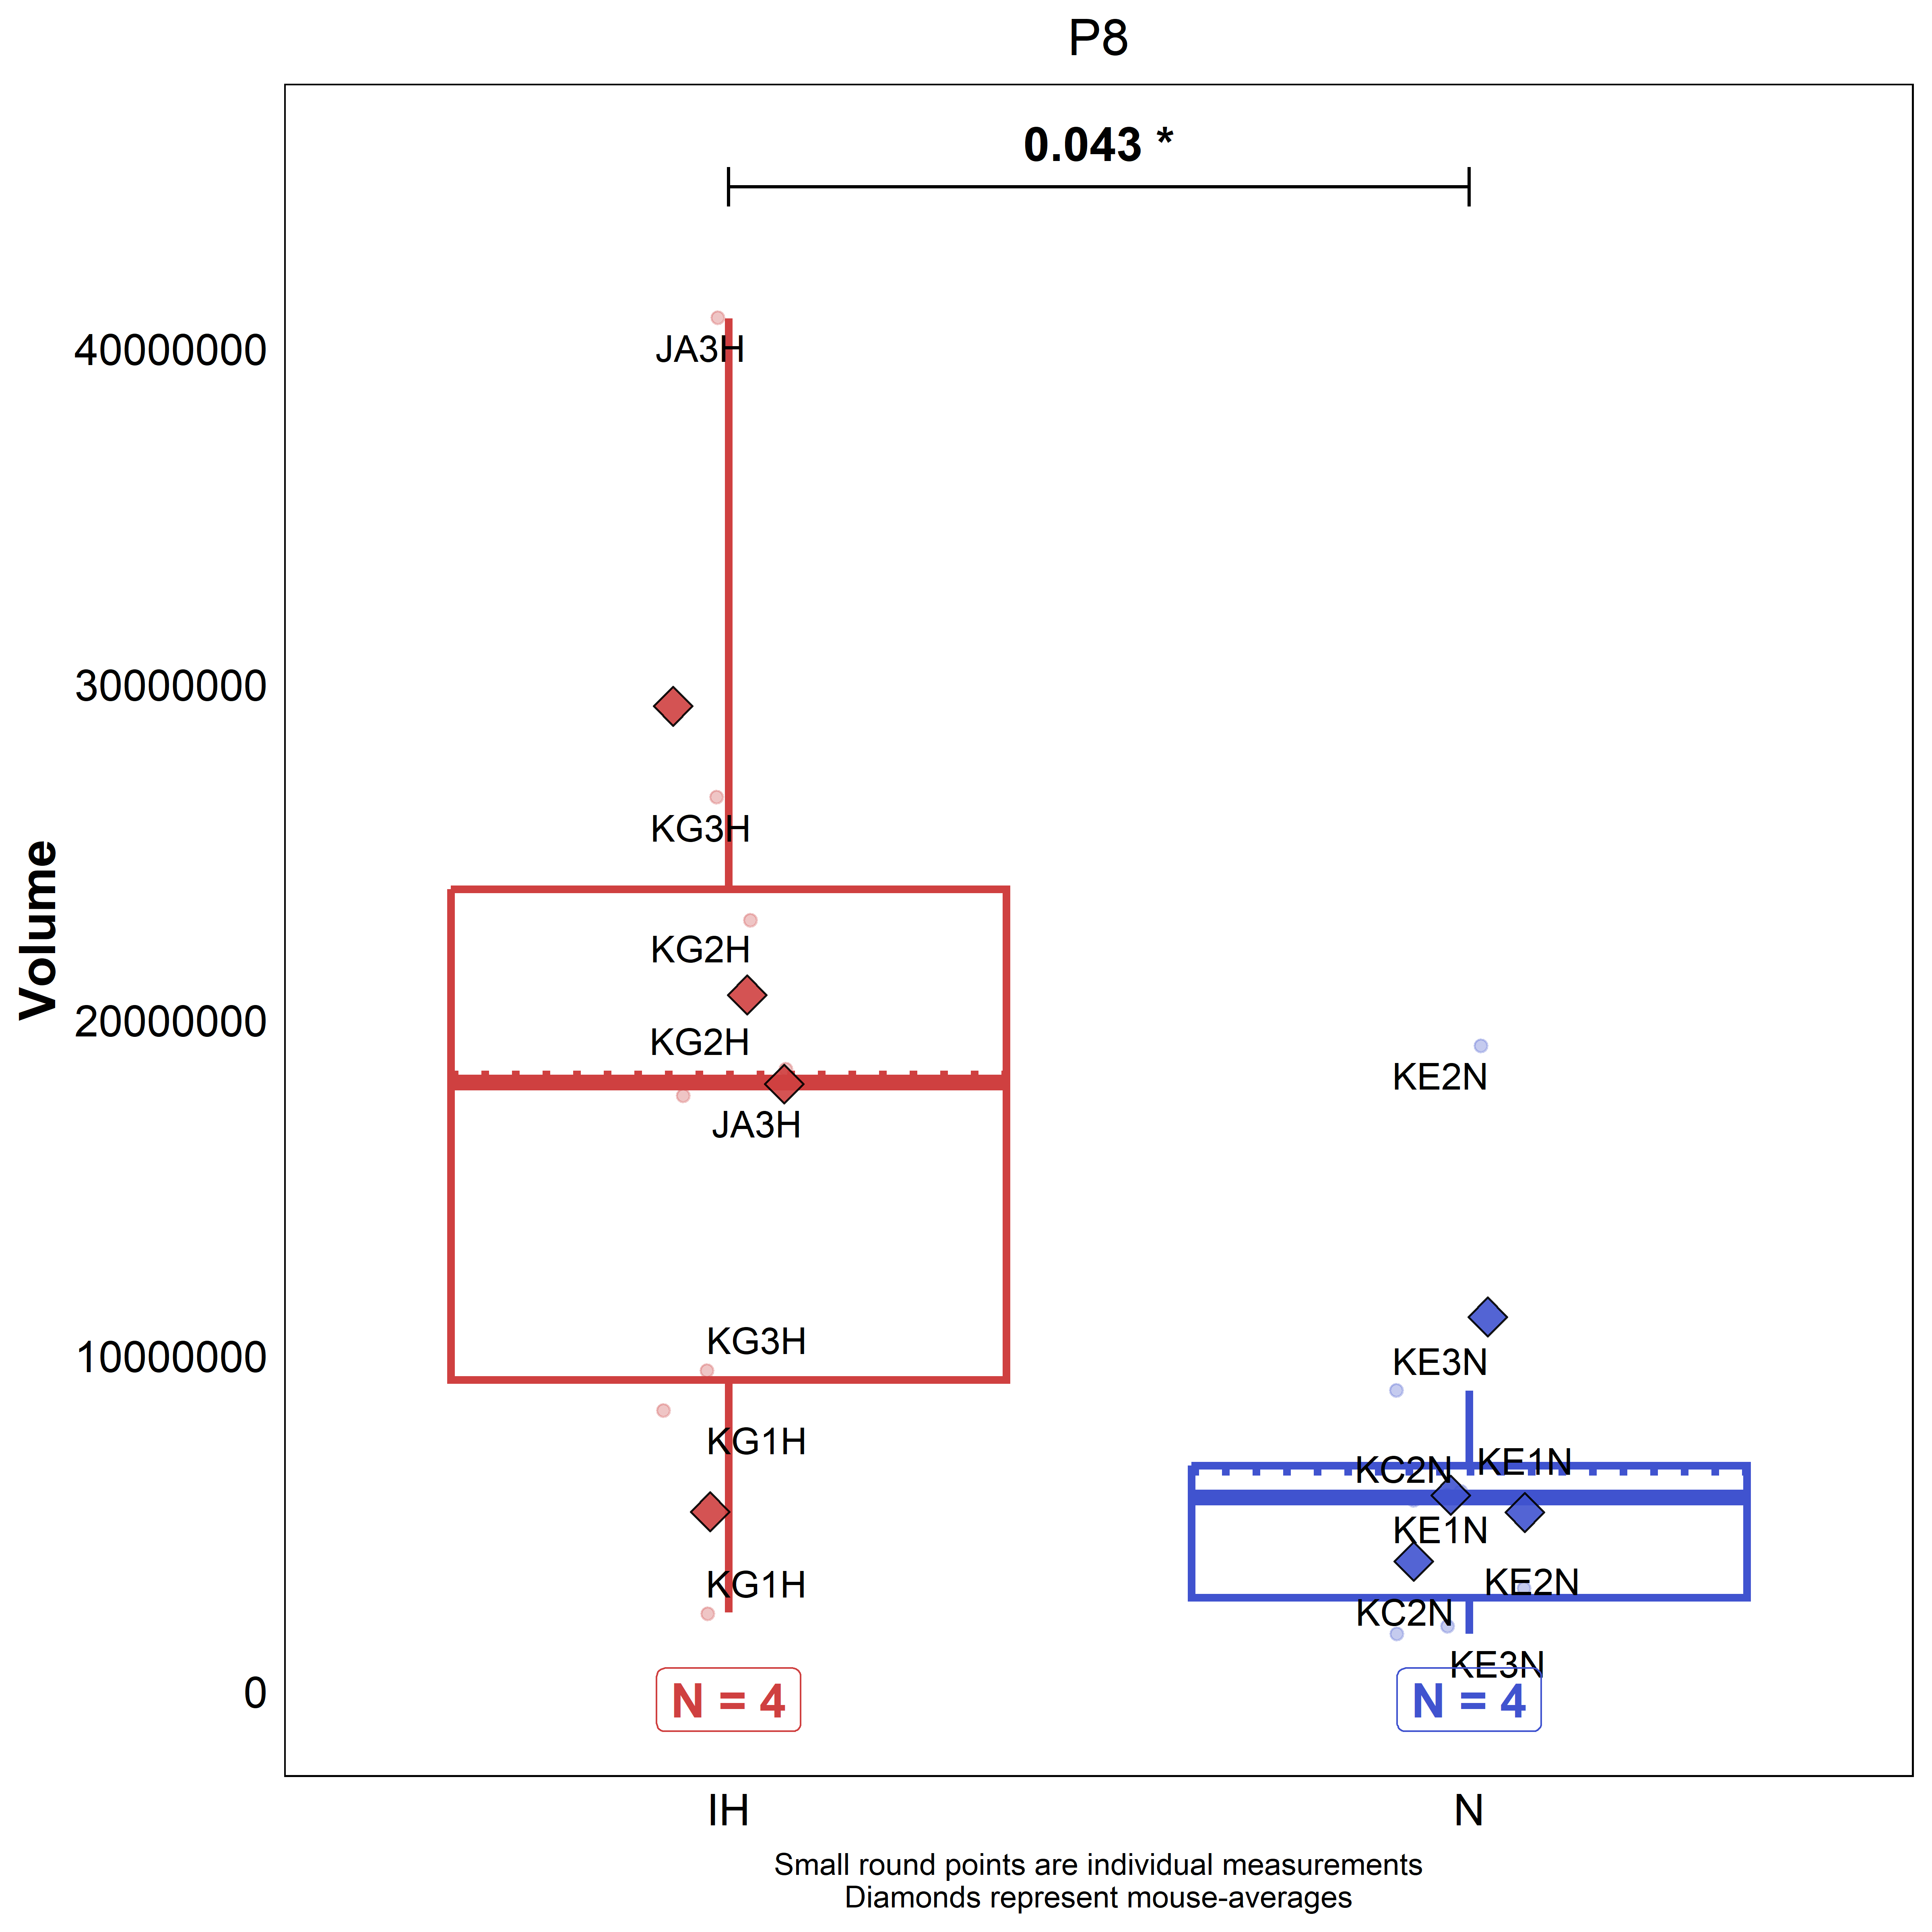 P8
0.043 *
40000000
30000000
20000000
10000000
0
Volume
JA3H
KG3H
KG2H
KG2H
JA3H
KG3H
KG1H
KG1H
KE2N
KE3N
KC2N
KE1N
KE1N
KE2N
KC2N
KE3N
N = 4
N = 4
IH
N
Small round points are individual measurements
Diamonds represent mouse-averages